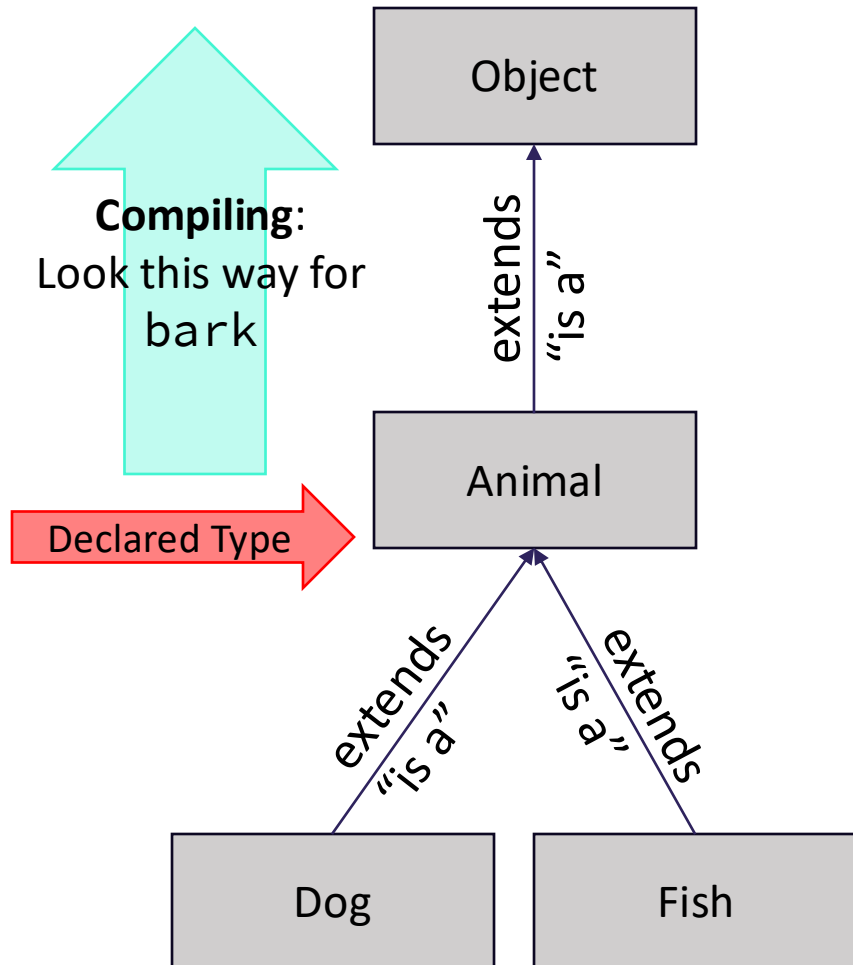 Object
Compiling:
Look this way for
bark
extends
“is a”
Animal
Declared Type
extends
“is a”
extends
“is a”
Dog
Fish